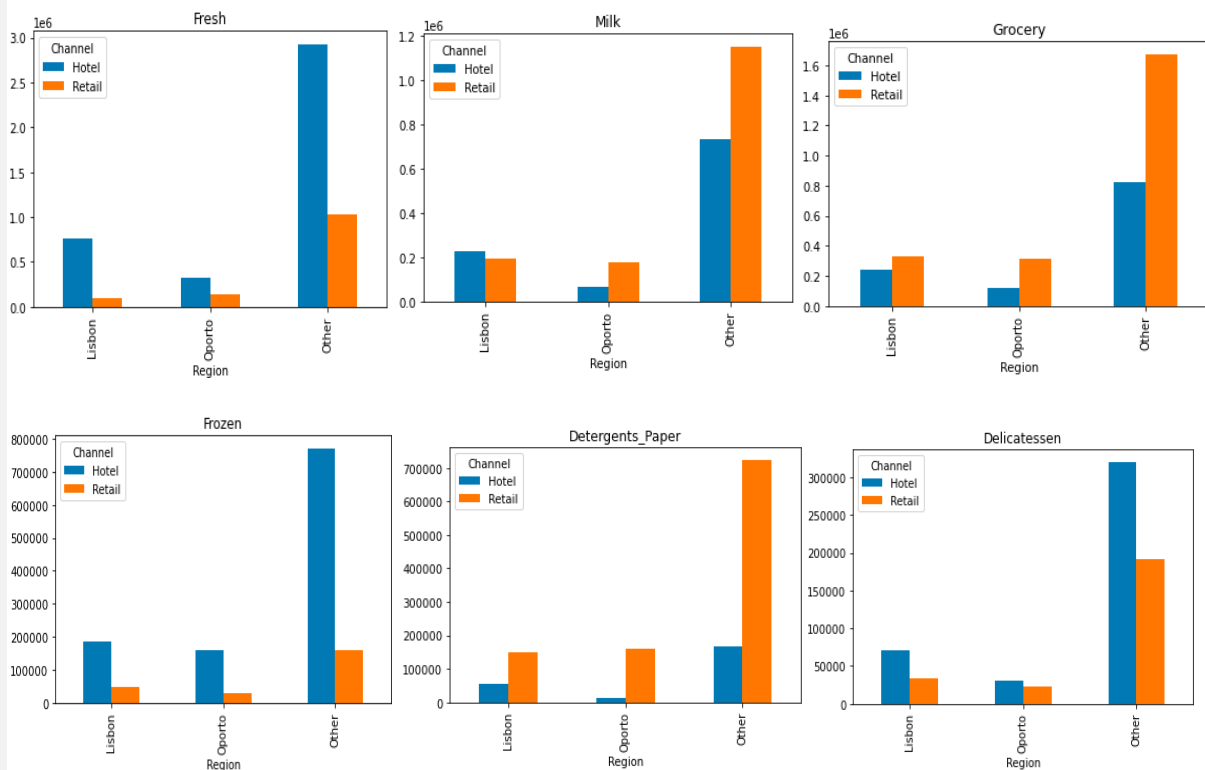 Fresh
1e6
Channel
Hotel
Retail
3.0
2.5
2.0
1.5
1.0
0.5
0.0
Lisbon
Oporto
Other
Region
Milk
1e6
Channel
Hotel
Retail
1.2
1.0
0.8
0.6
0.4
0.2
0.0
Lisbon
Oporto
Other
Region
Grocery
1e6
Channel
Hotel
Retail
1.6
1.4
1.2
1.0
0.8
0.6
0.4
0.2
0.0
Lisbon
Oporto
Other
Region
Frozen
Channel
Hotel
Retail
800000
700000
600000
500000
400000
300000
200000
100000
0
Lisbon
Oporto
Other
Region
Detergents_Paper
Channel
Hotel
Retail
700000
600000
500000
400000
300000
200000
100000
0
Lisbon
Oporto
Other
Region
Delicatessen
Channel
Hotel
Retail
300000
250000
200000
150000
100000
50000
0
Lisbon
Oporto
Other
Region